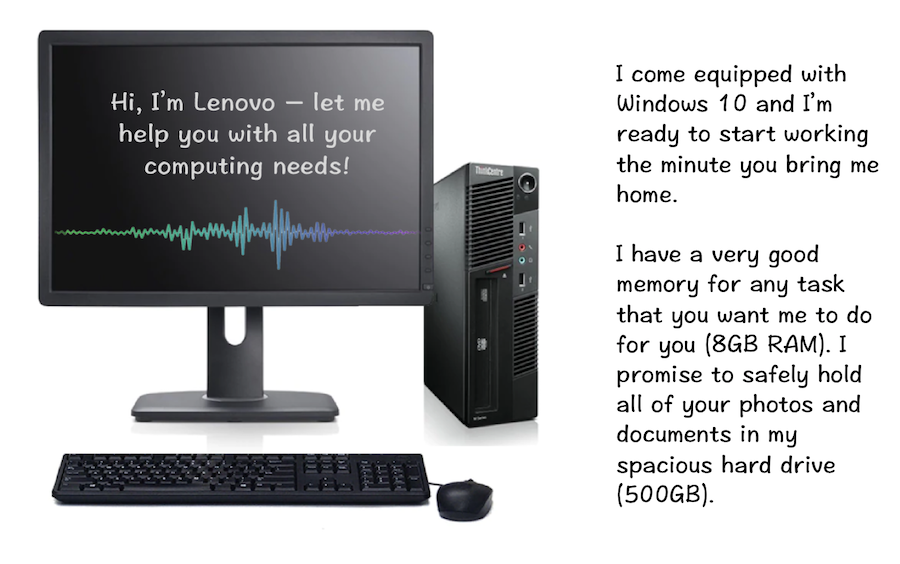 Hi, I'm Lenovo – let me
help you with all your
computing needs!
ThinkCentre
I come equipped with
Windows 10 and I'm
ready to start working
the minute you bring me
home.
I have a very good
memory for any task
that you want me to do
for you (8GB RAM). I
promise to safely hold
all of your photos and
documents in my
spacious hard drive
(500GB).